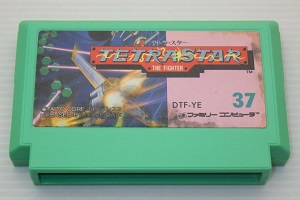 テトラ・スター
TETRASTAR
THE FIGHTER
TM
DTF-YE
37
ファミリー コンピュータ